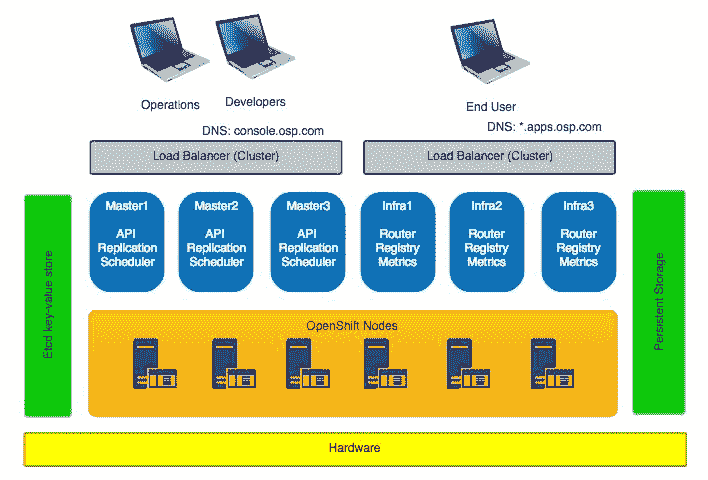 Operations
Developers
End User
DNS: console.osp.com
DNS: *.apps.osp.com
Load Balancer (Cluster)
Load Balancer (Cluster)
Etcd key-value store
Master1
API
Replication
Scheduler
Master2
API
Replication
Scheduler
Master3
API
Replication
Scheduler
Infra1
Router
Registry
Metrics
Infra2
Router
Registry
Metrics
Infra3
Router
Registry
Metrics
Persistent Storage
OpenShift Nodes
Hardware